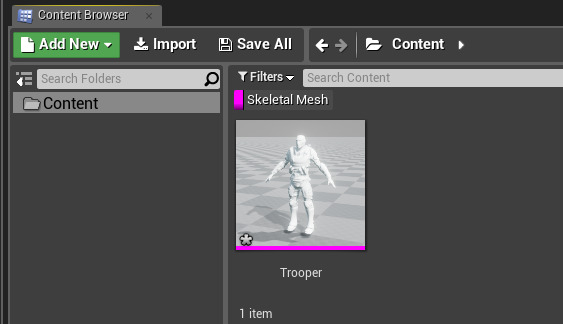 Content Browser
Add New Import Save All Content
Search Folders
Filters Search Content
Content
Skeletal Mesh
Trooper
1 item